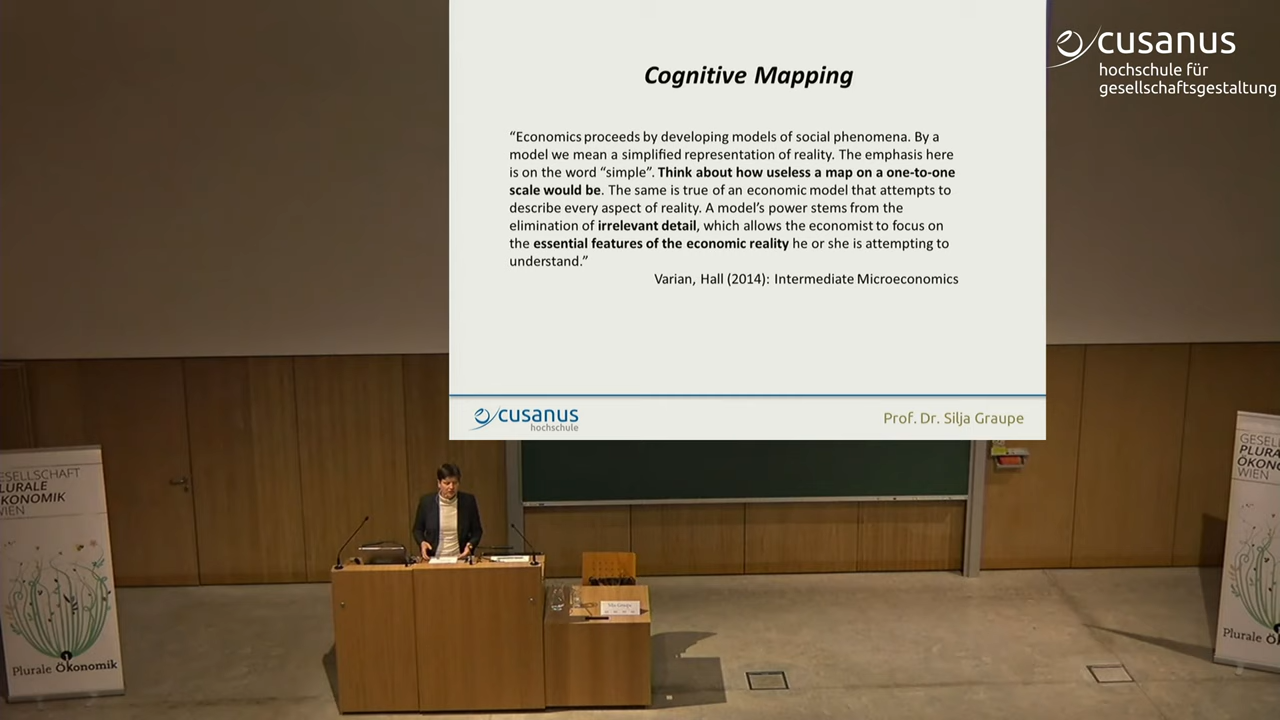 Cognitive Mapping
“Economics proceeds by developing models of social phenomena. By a
model we mean a simplified representation of reality. The emphasis here
is on the word “simple”. Think about how useless a map on a one-to-one
scale would be. The same is true of an economic model that attempts to
describe every aspect of reality. A model’s power stems from the
elimination of irrelevant detail, which allows the economist to focus on
the essential features of the economic reality he or she is attempting to
understand.”
Varian, Hall (2014): Intermediate Microeconomics
cusanus
hochschule
Prof. Dr. Silja Graupe
cusanus
hochschule für
gesellschaftsgestaltung
ESELLSCHAFT
LURALE
KONOMIK
WIEN
Plurale Ökonomik
Silja Graupe
GESEL
PLURA
ÖKONO
WIEN
Plurale Ö